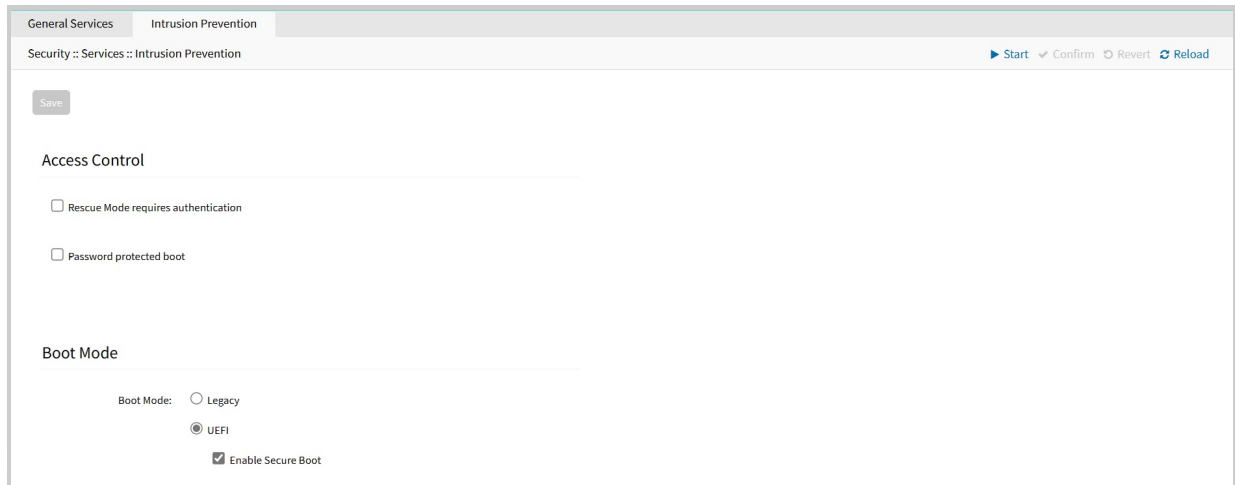 General Services Intrusion Prevention
Security :: Services :: Intrusion Prevention Start Confirm Revert Reload
Save
Access Control
Rescue Mode requires authentication
Password protected boot
Boot Mode
Boot Mode: Legacy
UEFI
Enable Secure Boot